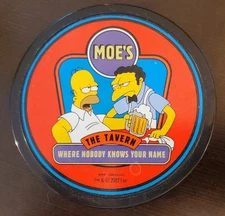 MOE'S
THE TAVERN
WHERE NOBODY KNOWS YOUR NAME